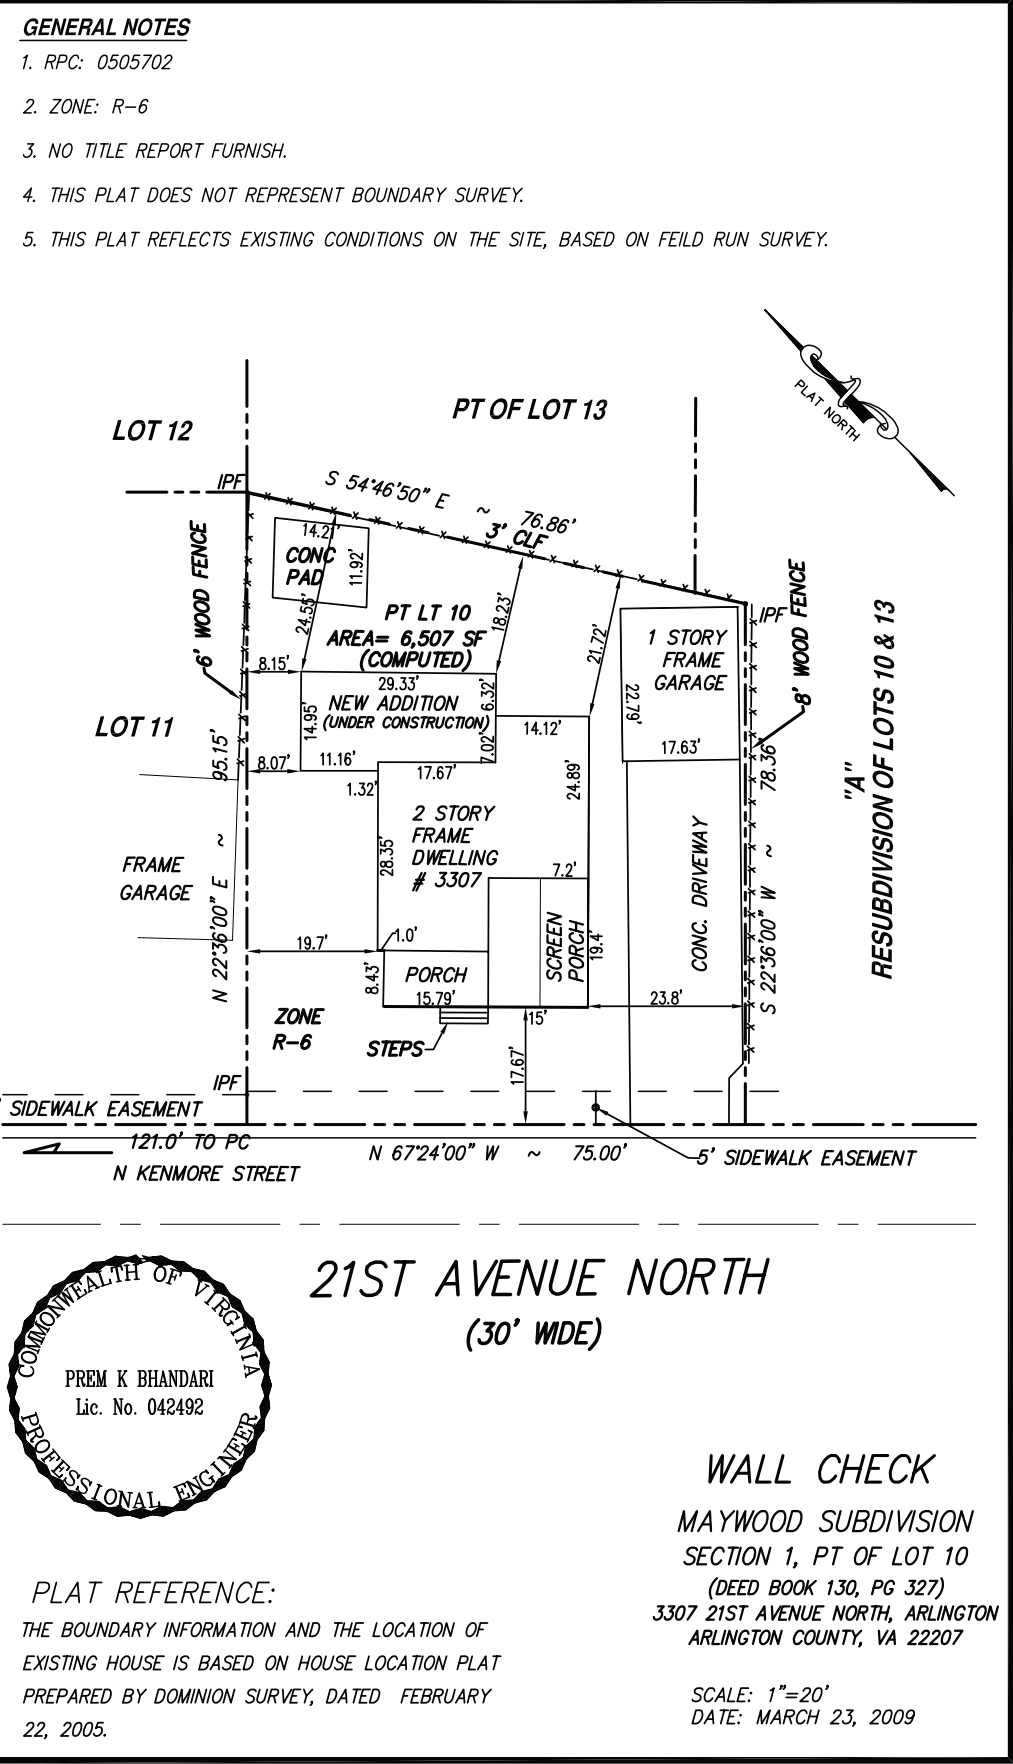 GENERAL NOTES
1. RPC: 0505702
2. ZONE: R-6
3. NO TITLE REPORT FURNISH.
4. THIS PLAT DOES NOT REPRESENT BOUNDARY SURVEY.
5. THIS PLAT REFLECTS EXISTING CONDITIONS ON THE SITE, BASED ON FEILD RUN SURVEY.
PLAT NORTH
PT OF LOT 13
LOT 12
IPF
S 54°46'50" E ~ 76.86'
3' CLF
6' WOOD FENCE
14.21'
CONC
PAD
11.92'
24.55'
18.23'
21.72'
PT LT 10
AREA= 6,507 SF
(COMPUTED)
1 STORY
FRAME
GARAGE
22.79'
17.63'
IPF
8' WOOD FENCE
"A"
RESUBDIVISION OF LOTS 10 & 13
8.15'
29.33'
NEW ADDITION
(UNDER CONSTRUCTION)
14.95'
6.32'
7.02'
14.12'
LOT 11
95.15'
N 22°36'00" E ~
78.36'
S 22°36'00" W ~
8.07'
11.16'
17.67'
1.32'
24.89'
2 STORY
FRAME
DWELLING
# 3307
28.35'
7.2'
FRAME
GARAGE
CONC. DRIVEWAY
SCREEN
PORCH
19.4'
19.7'
1.0'
8.43'
PORCH
15.79'
23.8'
ZONE
R-6
STEPS
15'
17.67'
IPF
' SIDEWALK EASEMENT
121.0' TO PC
N KENMORE STREET
N 67°24'00" W ~ 75.00'
5' SIDEWALK EASEMENT
21ST AVENUE NORTH
(30' WIDE)
COMMONWEALTH OF VIRGINIA
PREM K BHANDARI
Lic. No. 042492
PROFESSIONAL ENGINEER
WALL CHECK
MAYWOOD SUBDIVISION
SECTION 1, PT OF LOT 10
(DEED BOOK 130, PG 327)
3307 21ST AVENUE NORTH, ARLINGTON
ARLINGTON COUNTY, VA 22207
SCALE: 1"=20'
DATE: MARCH 23, 2009
PLAT REFERENCE:
THE BOUNDARY INFORMATION AND THE LOCATION OF
EXISTING HOUSE IS BASED ON HOUSE LOCATION PLAT
PREPARED BY DOMINION SURVEY, DATED FEBRUARY
22, 2005.